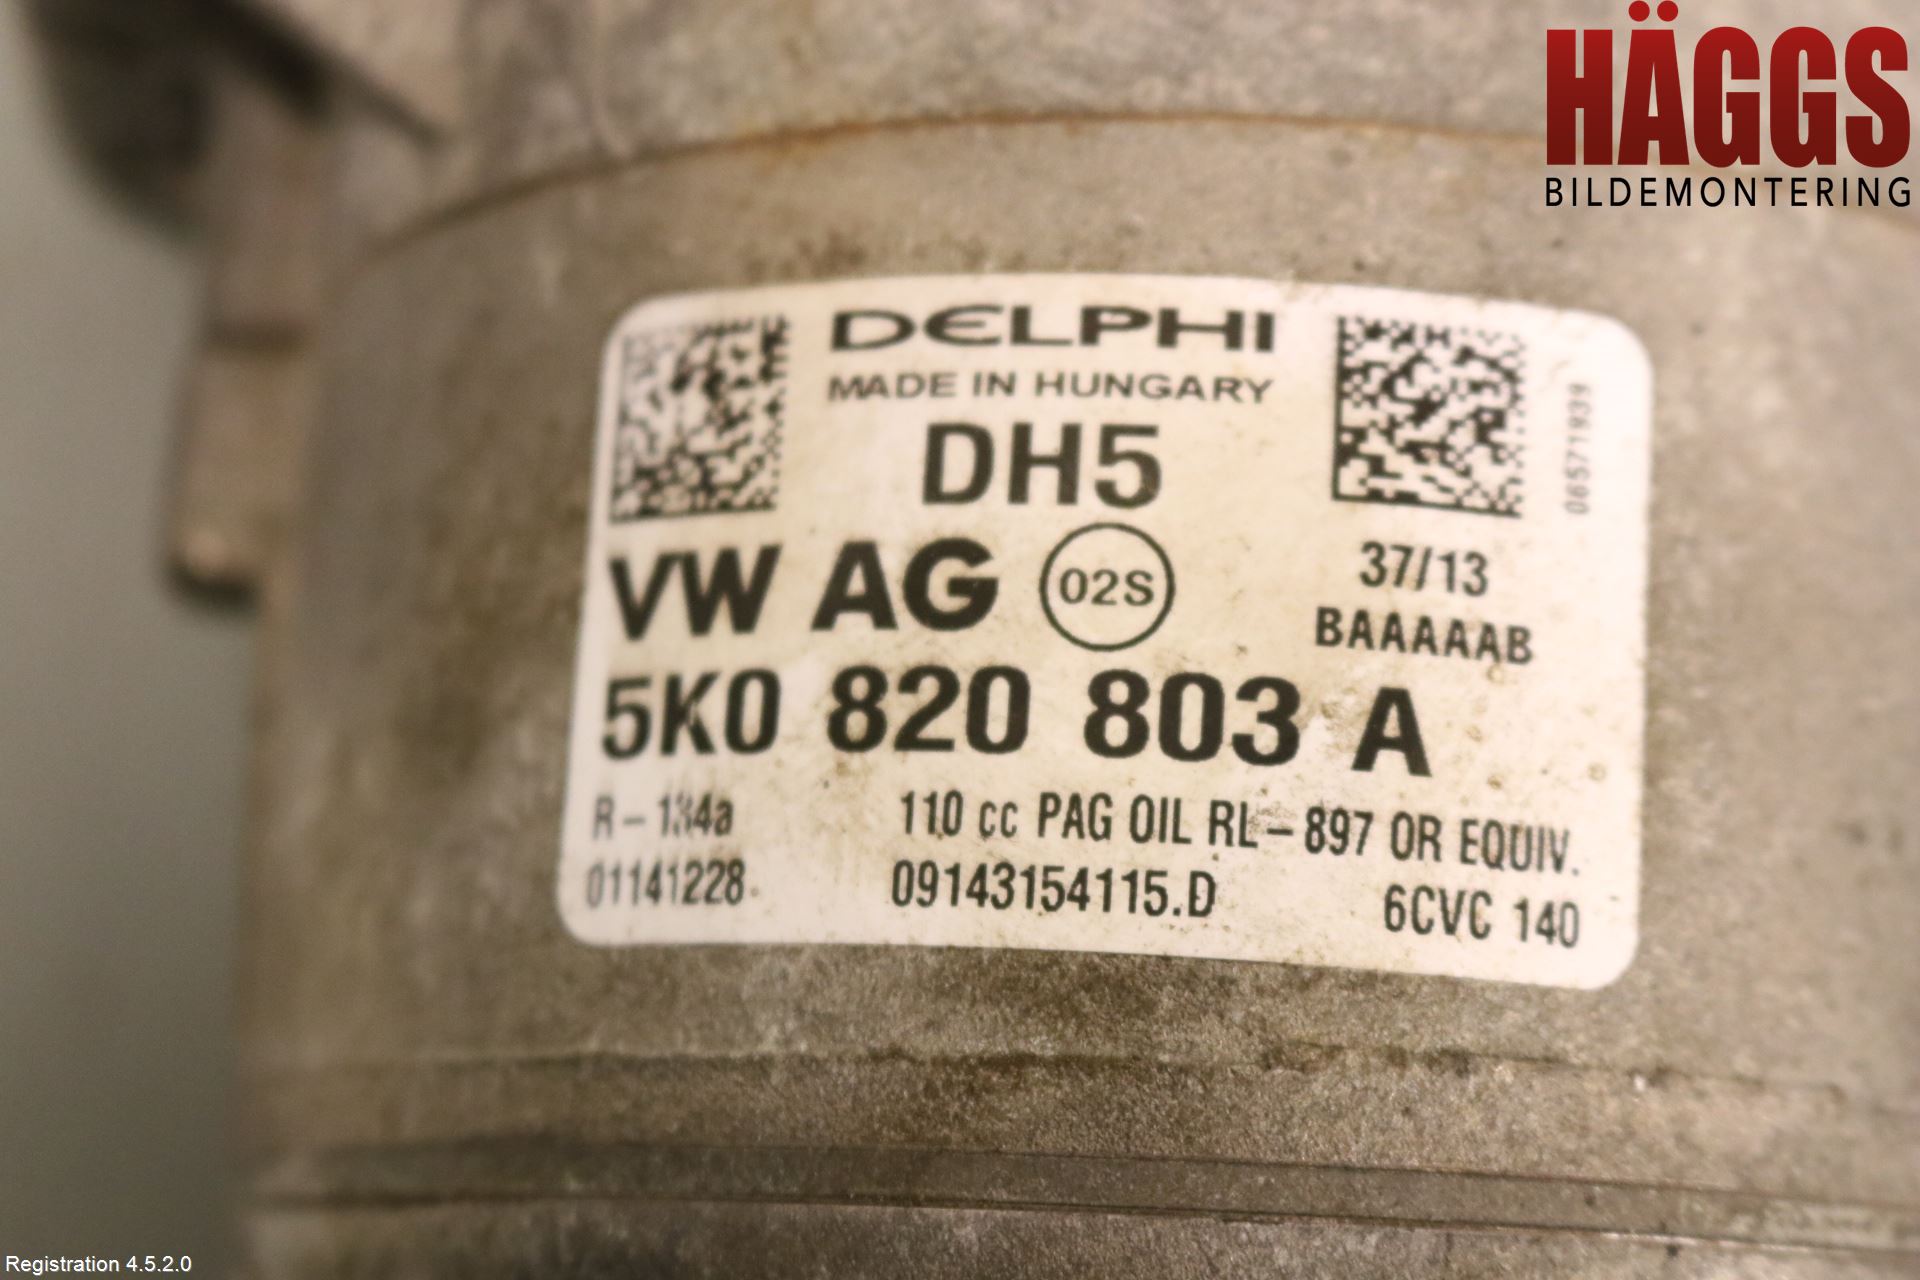 HÄGGS
BILDEMONTERING
DELPHI
MADE IN HUNGARY
DH5
06571939
VW AG 02S
37/13
BAAAAAB
5K0 820 803 A
R-134a 110 cc PAG OIL RL-897 OR EQUIV.
01141228 09143154115.D 6CVC 140
Registration 4.5.2.0